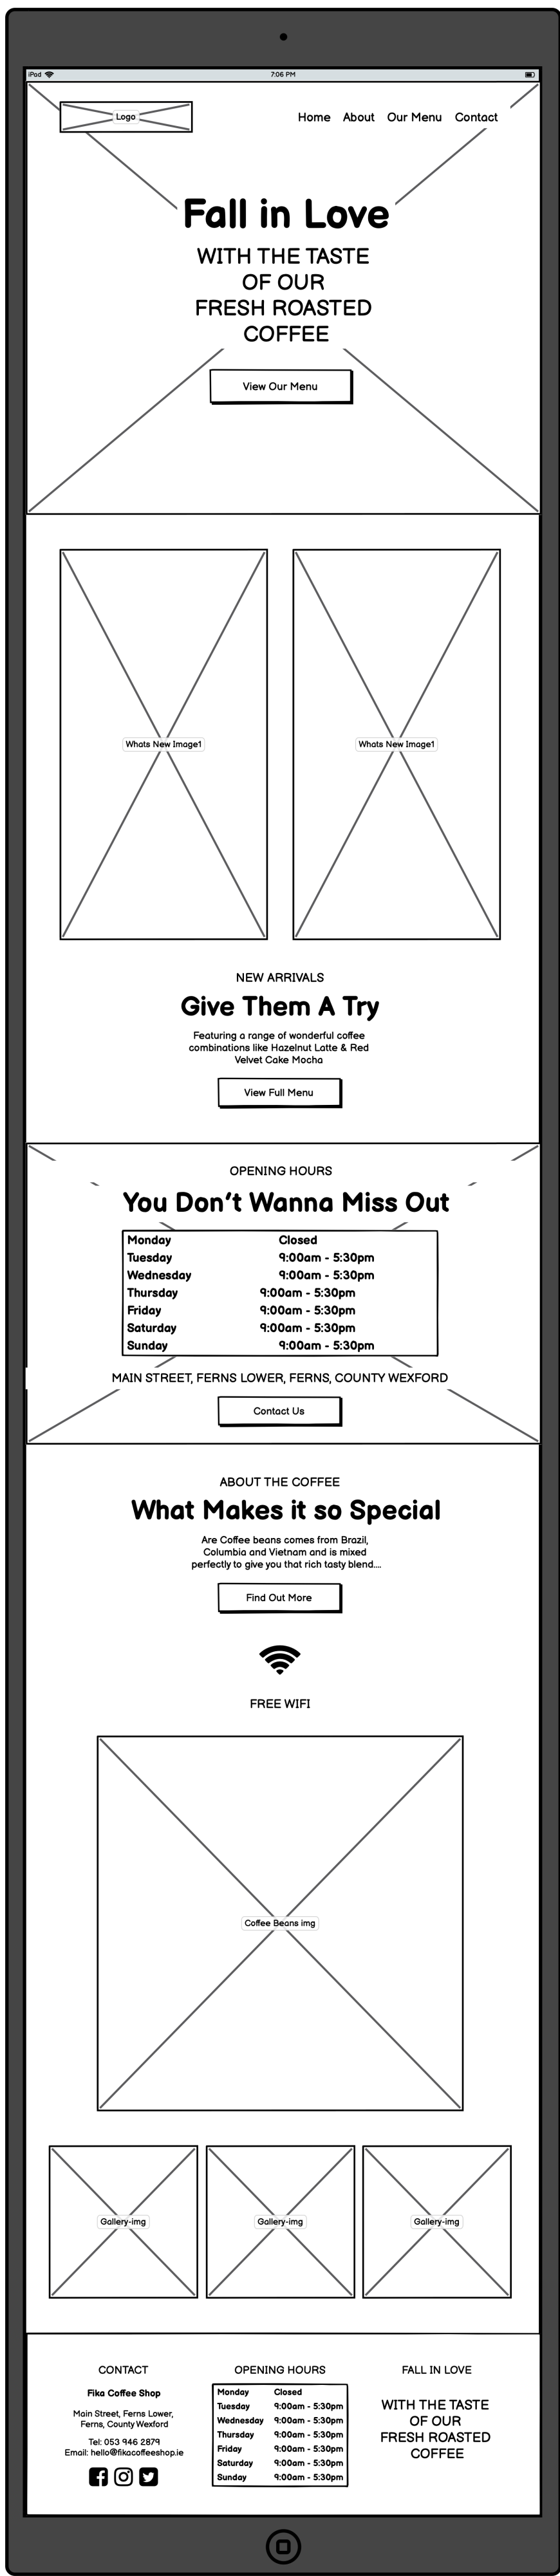 iPad
7:06 PM
Logo
Home About Our Menu Contact
Fall in Love
WITH THE TASTE
OF OUR
FRESH ROASTED
COFFEE
View Our Menu
Whats New Image1 Whats New Image1
NEW ARRIVALS
Give Them A Try
Featuring a range of wonderful coffee
combinations like Hazelnut Latte & Red
Velvet Cake Mocha
View Full Menu
OPENING HOURS
You Don't Wanna Miss Out
Monday Closed
Tuesday 9:00am - 5:30pm
Wednesday 9:00am - 5:30pm
Thursday 9:00am - 5:30pm
Friday 9:00am - 5:30pm
Saturday 9:00am - 5:30pm
Sunday 9:00am - 5:30pm
MAIN STREET, FERNS LOWER, FERNS, COUNTY WEXFORD
Contact Us
ABOUT THE COFFEE
What Makes it so Special
Are Coffee beans comes from Brazil,
Columbia and Vietnam and is mixed
perfectly to give you that rich tasty blend....
Find Out More
FREE WIFI
Coffee Beans img
Gallery-img Gallery-img Gallery-img
CONTACT
Fika Coffee Shop
Main Street, Ferns Lower,
Ferns, County Wexford
Tel: 053 946 2879
Email: hello@fikacoffeeshop.ie
OPENING HOURS
Monday Closed
Tuesday 9:00am - 5:30pm
Wednesday 9:00am - 5:30pm
Thursday 9:00am - 5:30pm
Friday 9:00am - 5:30pm
Saturday 9:00am - 5:30pm
Sunday 9:00am - 5:30pm
FALL IN LOVE
WITH THE TASTE
OF OUR
FRESH ROASTED
COFFEE